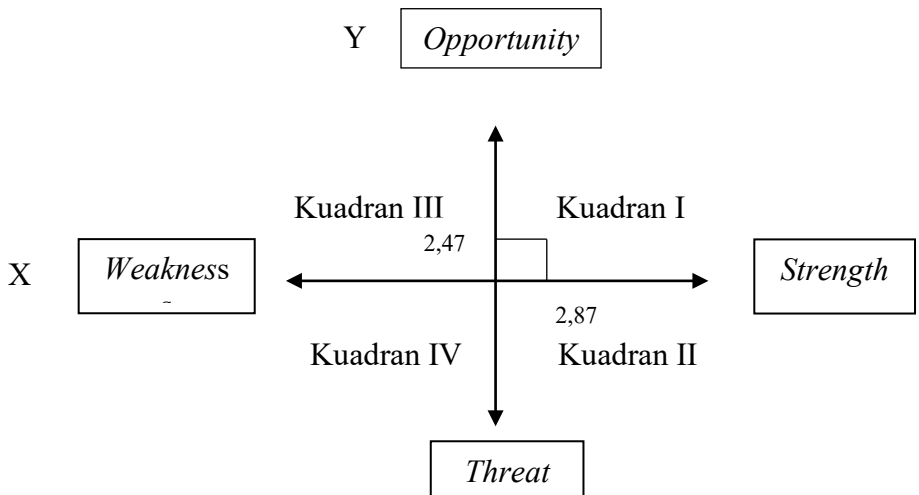 Y
Opportunity
Kuadran III
Kuadran I
2,47
X
Weakness
Strength
2,87
Kuadran IV
Kuadran II
Threat